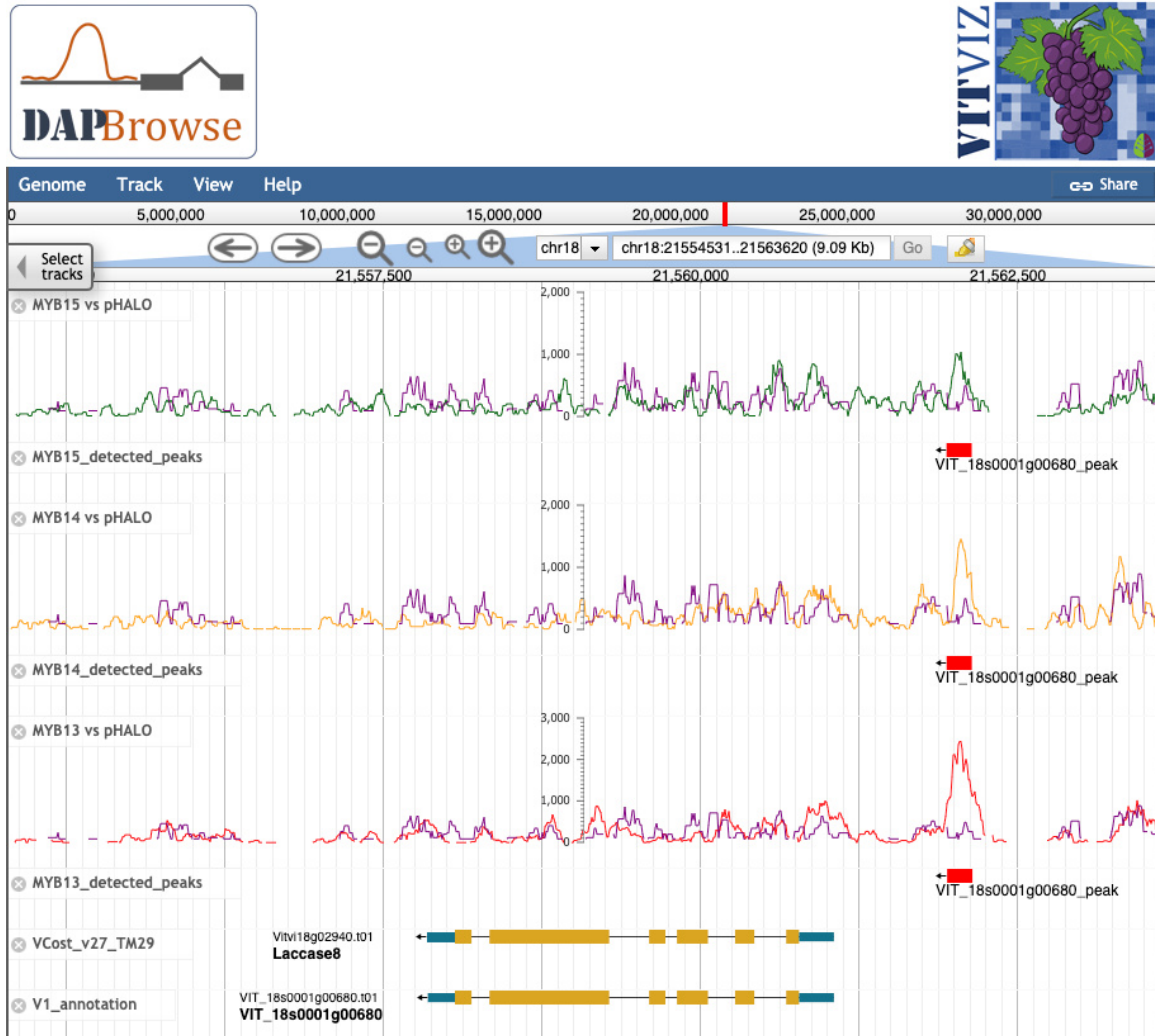 DAPBrowse
VITVIZ
Genome Track View Help Share
0 5,000,000 10,000,000 15,000,000 20,000,000 25,000,000 30,000,000
Select tracks
chr18 chr18:21554531..21563620 (9.09 Kb) Go
21,557,500 21,560,000 21,562,500
MYB15 vs pHALO
2,000
1,000
0
MYB15_detected_peaks
VIT_18s0001g00680_peak
MYB14 vs pHALO
2,000
1,000
0
MYB14_detected_peaks
VIT_18s0001g00680_peak
MYB13 vs pHALO
3,000
2,000
1,000
0
MYB13_detected_peaks
VIT_18s0001g00680_peak
VCost_v27_TM29
Vitvi18g02940.t01
Laccase8
V1_annotation
VIT_18s0001g00680.t01
VIT_18s0001g00680